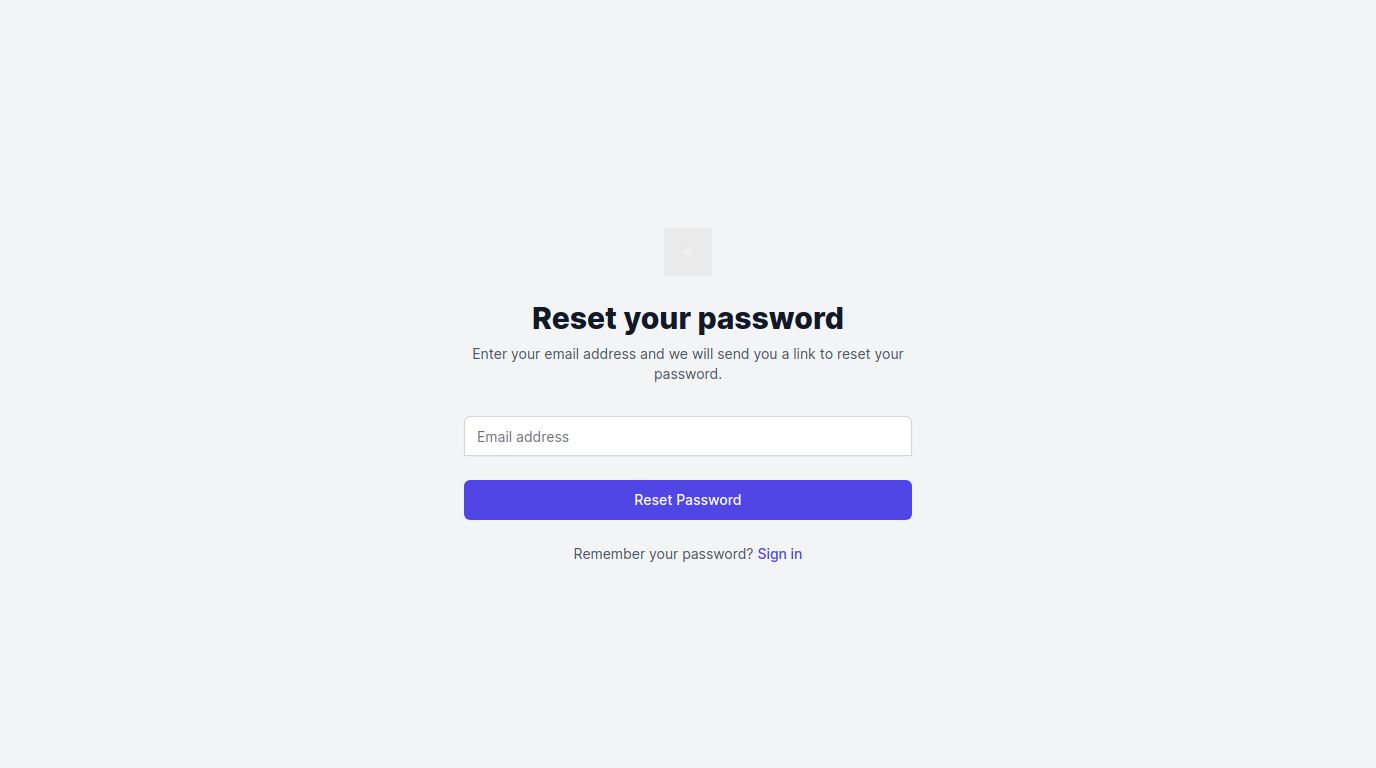 Reset your password
Enter your email address and we will send you a link to reset your
password.
Email address
Reset Password
Remember your password? Sign in